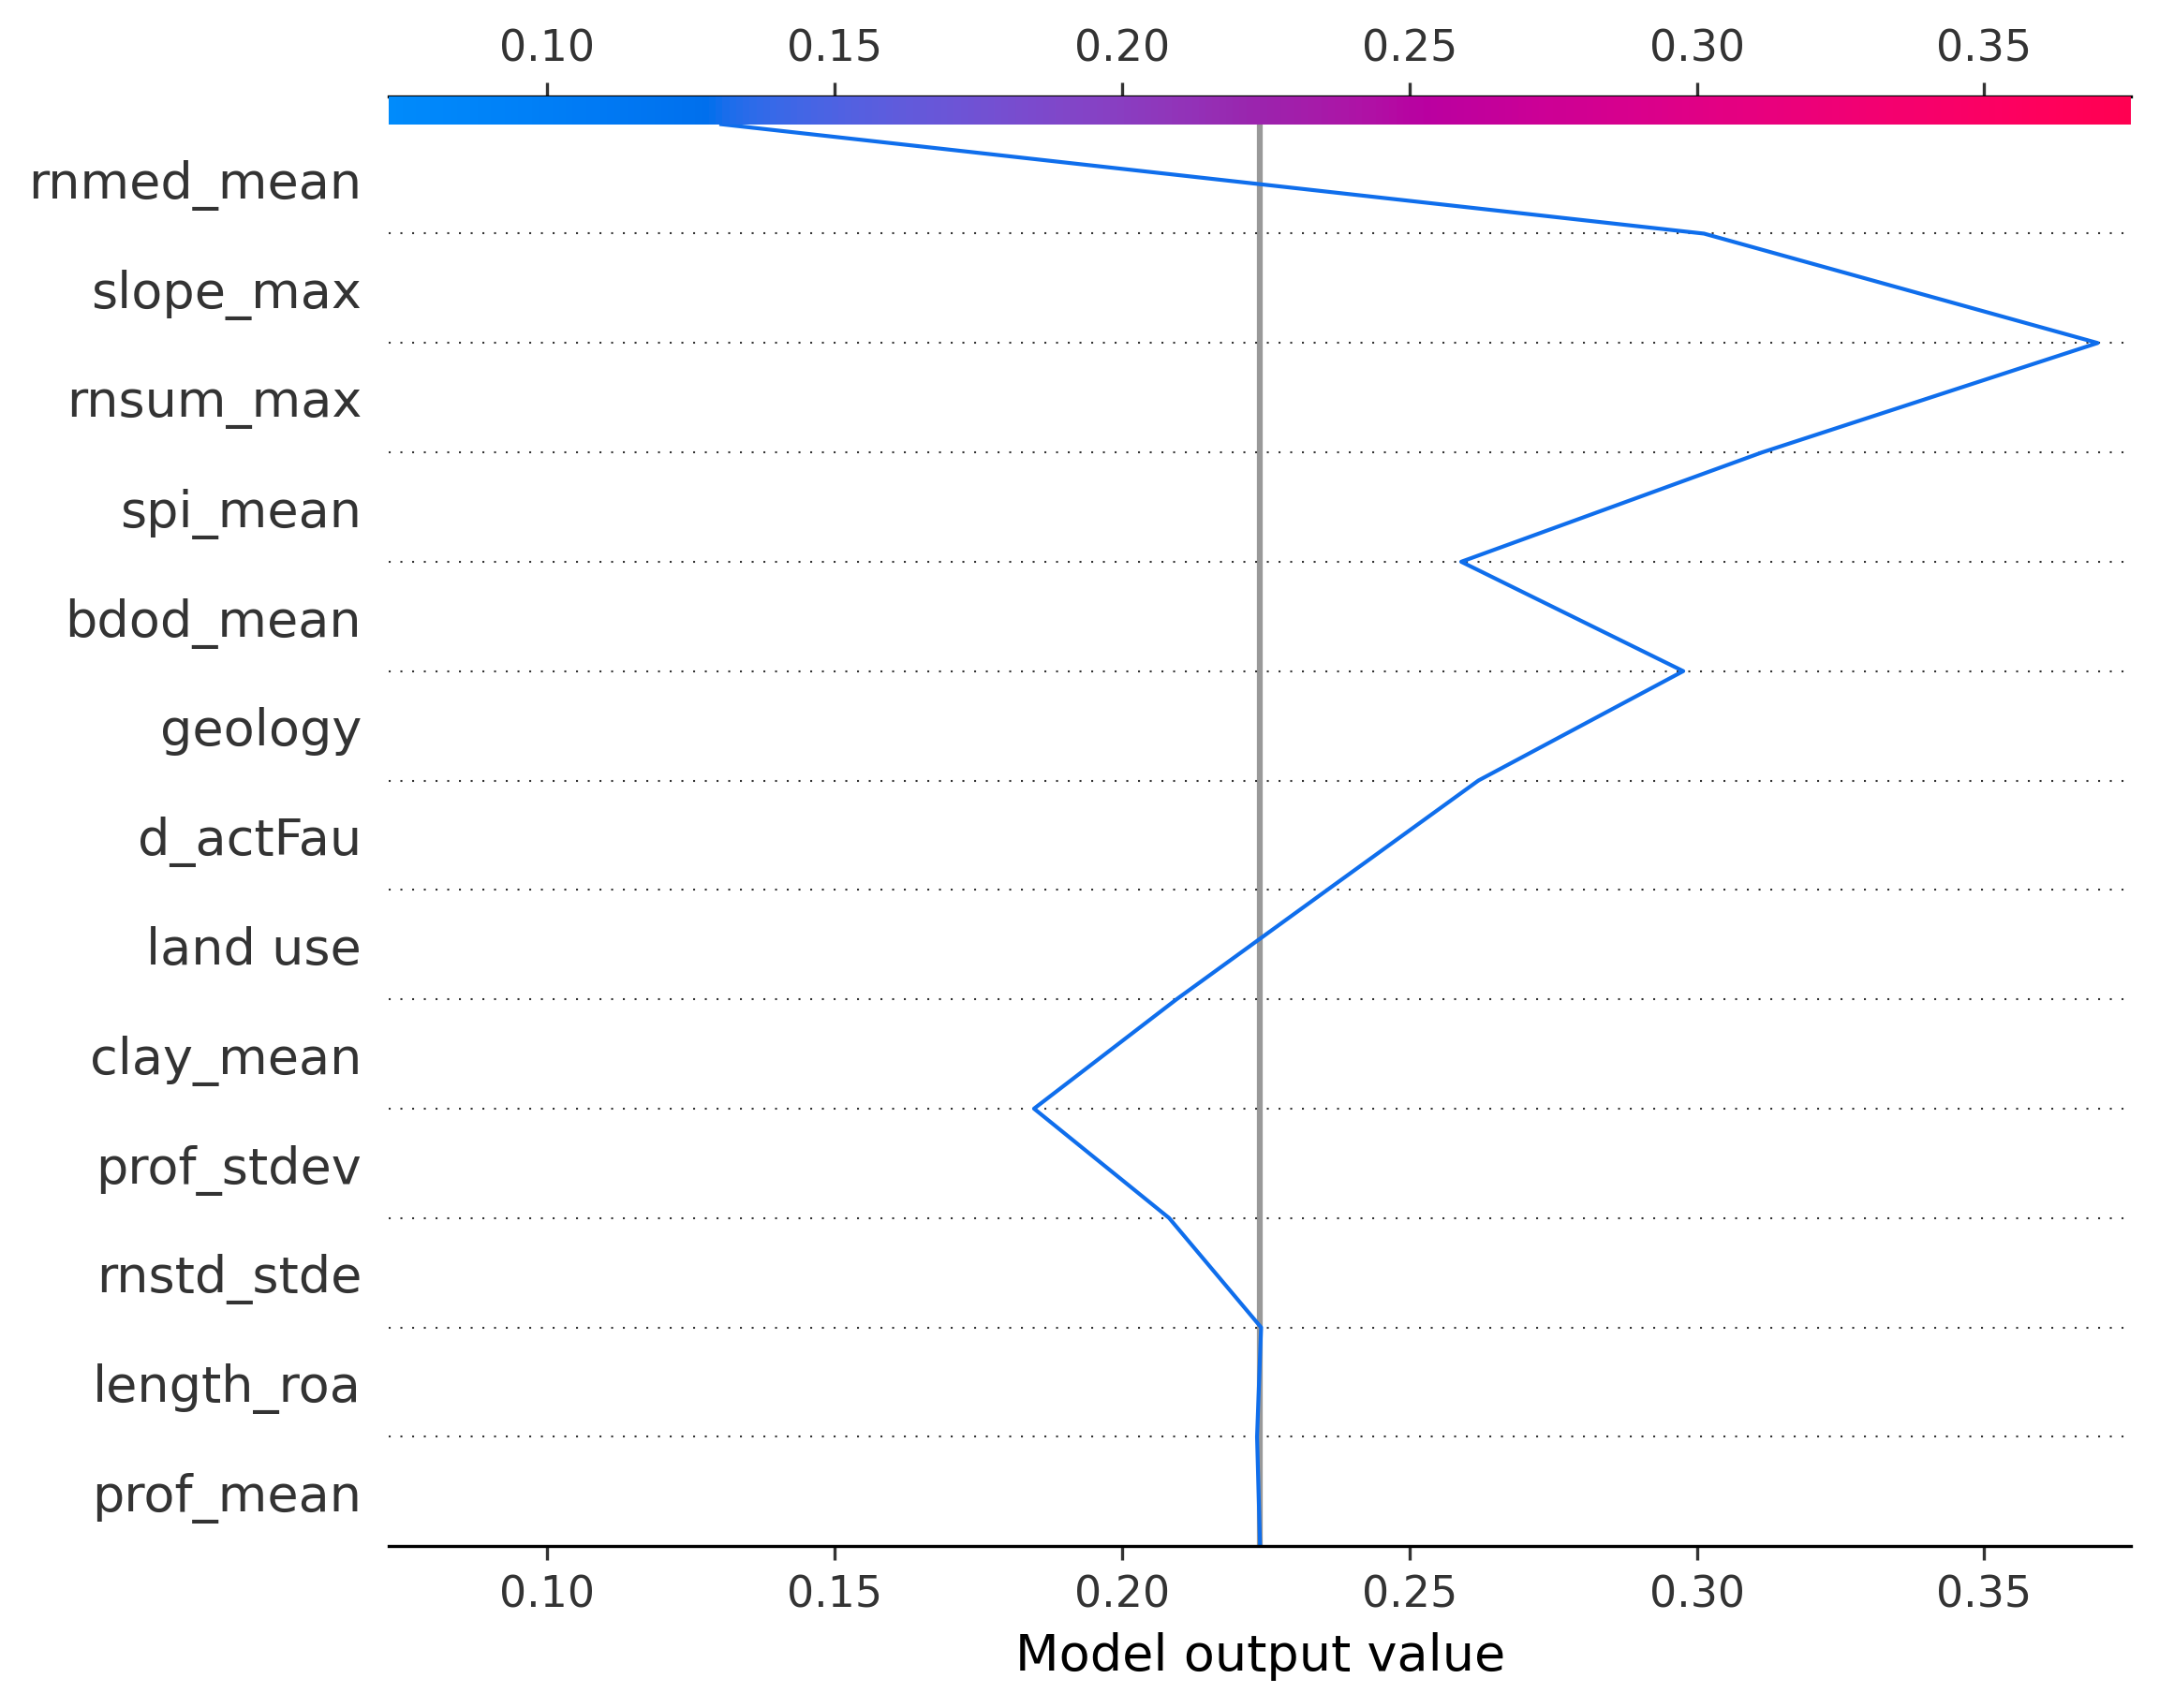 0.10 0.15 0.20 0.25 0.30 0.35
rnmed_mean
slope_max
rnsum_max
spi_mean
bdod_mean
geology
d_actFau
land use
clay_mean
prof_stdev
rnstd_stde
length_roa
prof_mean
0.10 0.15 0.20 0.25 0.30 0.35
Model output value